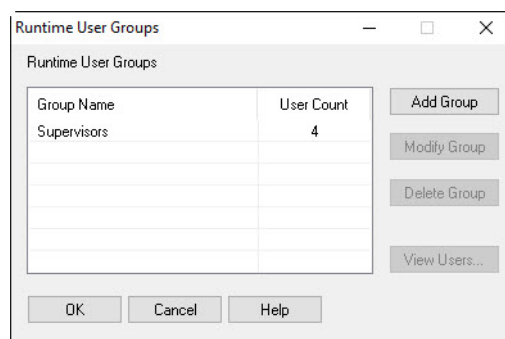 Runtime User Groups
Runtime User Groups
Group Name User Count Add Group
Supervisors 4
Modify Group
Delete Group
View Users...
OK Cancel Help